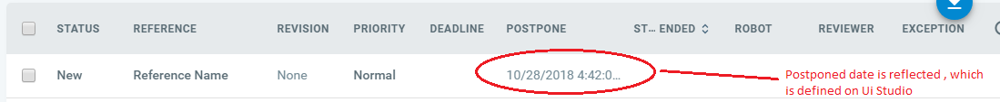 STATUS REFERENCE REVISION PRIORITY DEADLINE POSTPONE ST... ENDED ROBOT REVIEWER EXCEPTION
New Reference Name None Normal 10/28/2018 4:42:0...
Postponed date is reflected , which
is defined on Ui Studio